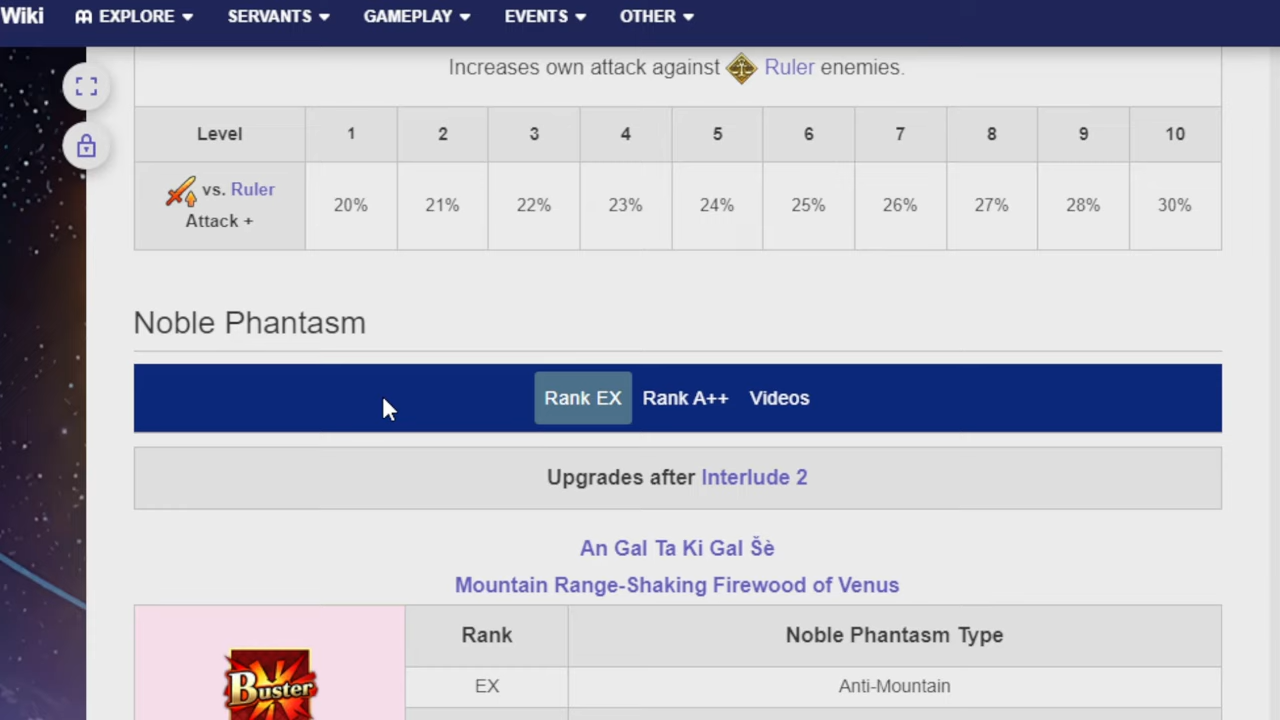 Wiki EXPLORE SERVANTS GAMEPLAY EVENTS OTHER
Increases own attack against Ruler enemies.
Level 1 2 3 4 5 6 7 8 9 10
vs. Ruler
Attack + 20% 21% 22% 23% 24% 25% 26% 27% 28% 30%
Noble Phantasm
Rank EX Rank A++ Videos
Upgrades after Interlude 2
An Gal Ta Ki Gal Šè
Mountain Range-Shaking Firewood of Venus
Rank Noble Phantasm Type
Buster
EX Anti-Mountain